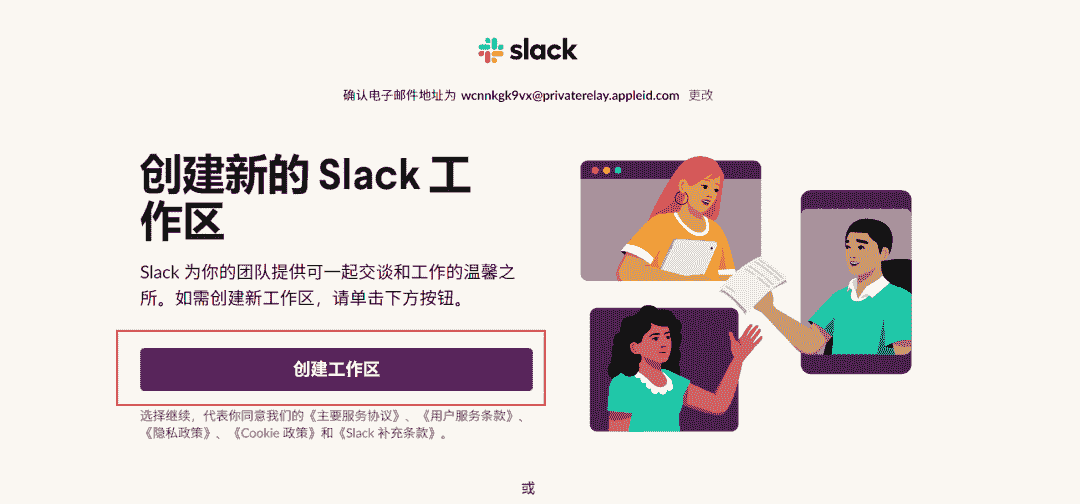 slack
确认电子邮件地址为 wcnnkgk9vx@privaterelay.appleid.com 更改
创建新的 Slack 工
作区
Slack 为你的团队提供可一起交谈和工作的温馨之
所。如需创建新工作区，请单击下方按钮。
创建工作区
选择继续，代表你同意我们的《主要服务协议》、《用户服务条款》、
《隐私政策》、《Cookie 政策》和《Slack 补充条款》。
或